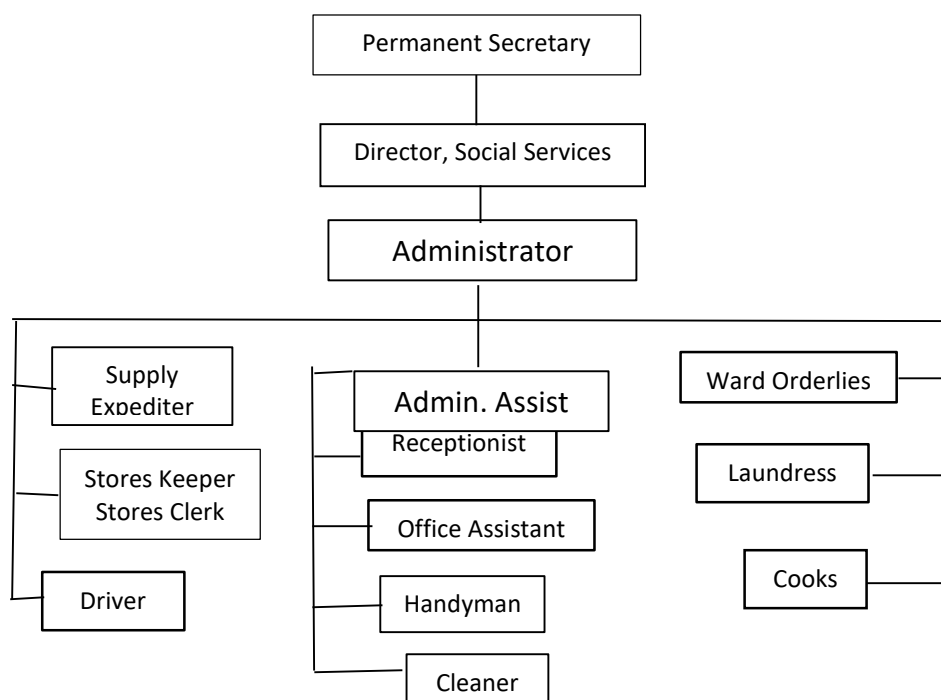 Permanent Secretary
Director, Social Services
Administrator
Supply
Expediter
Stores Keeper
Stores Clerk
Driver
Admin. Assist
Receptionist
Office Assistant
Handyman
Cleaner
Ward Orderlies
Laundress
Cooks